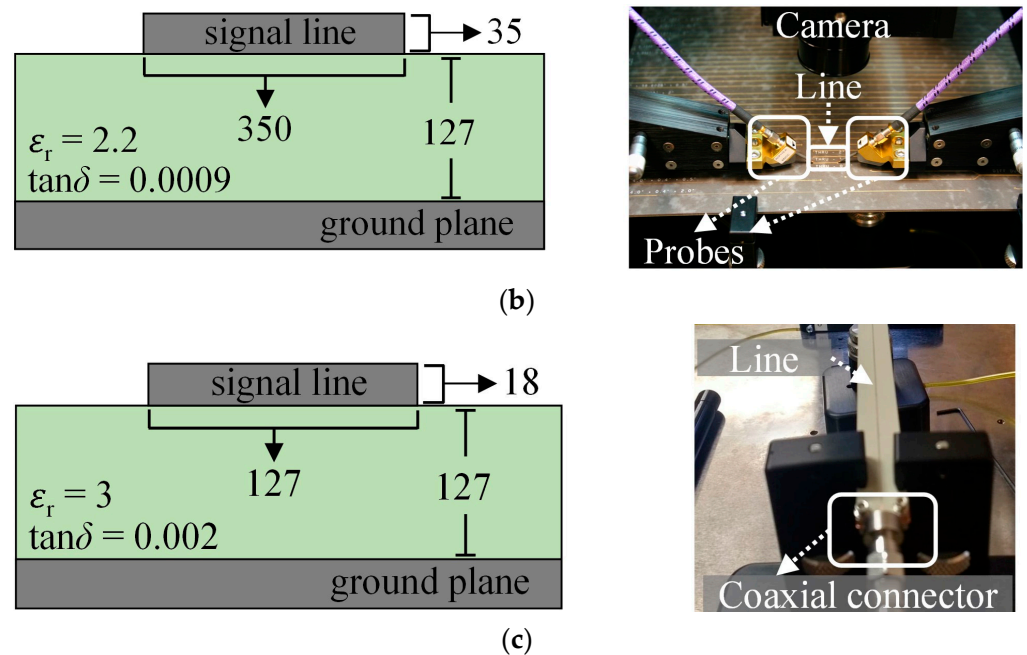 signal line
35
350
127
εr = 2.2
tanδ = 0.0009
ground plane
Camera
Line
Probes
(b)
signal line
18
127
127
εr = 3
tanδ = 0.002
ground plane
Line
Coaxial connector
(c)